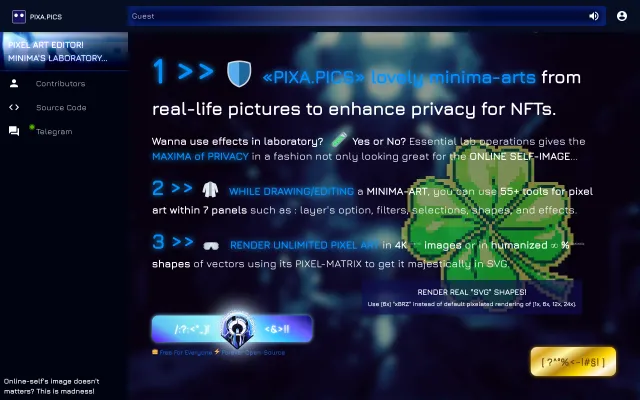 PIXA.PICS
Guest
PIXEL ART EDITOR!
MINIMA'S LABORATORY...
Contributors
Source Code
Telegram
1 >> «PIXA.PICS» lovely minima-arts from
real-life pictures to enhance privacy for NFTs.
Wanna use effects in laboratory? Yes or No? Essential lab operations gives the
MAXIMA of PRIVACY in a fashion not only looking great for the ONLINE SELF-IMAGE...
2 >> WHILE DRAWING/EDITING a MINIMA-ART, you can use 55+ tools for pixel
art within 7 panels such as : layer's option, filters, selections, shapes, and effects.
3 >> RENDER UNLIMITED PIXEL ART in 4K images or in humanized ∞ %
shapes of vectors using its PIXEL-MATRIX to get it majestically in SVG.
RENDER REAL "SVG" SHAPES!
Use (6x) "xBRZ" instead of default pixelated rendering of (1x, 6x, 12x, 24x).
<&>!!
Free For Everyone Forever Open-Source
Online-self's image doesn't
matters? This is madness!